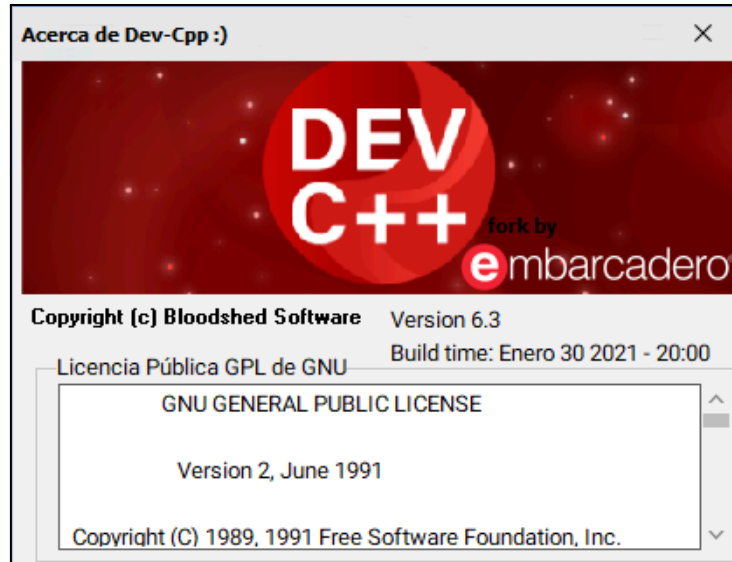 Acerca de Dev-Cpp :)
DEV
C++
fork by
embarcadero
Copyright (c) Bloodshed Software
Version 6.3
Build time: Enero 30 2021 - 20:00
Licencia Pública GPL de GNU
GNU GENERAL PUBLIC LICENSE
Version 2, June 1991
Copyright (C) 1989, 1991 Free Software Foundation, Inc.